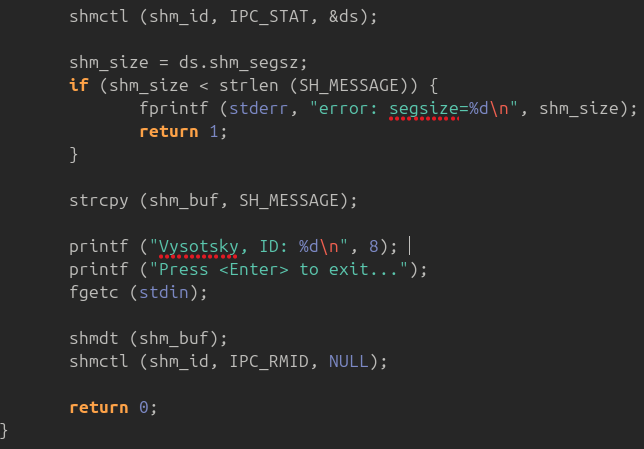 shmctl (shm_id, IPC_STAT, &ds);
shm_size = ds.shm_segsz;
if (shm_size < strlen (SH_MESSAGE)) {
fprintf (stderr, "error: segsize=%d\n", shm_size);
return 1;
}
strcpy (shm_buf, SH_MESSAGE);
printf ("Vysotsky, ID: %d\n", 8);
printf ("Press <Enter> to exit...");
fgetc (stdin);
shmdt (shm_buf);
shmctl (shm_id, IPC_RMID, NULL);
return 0;
}